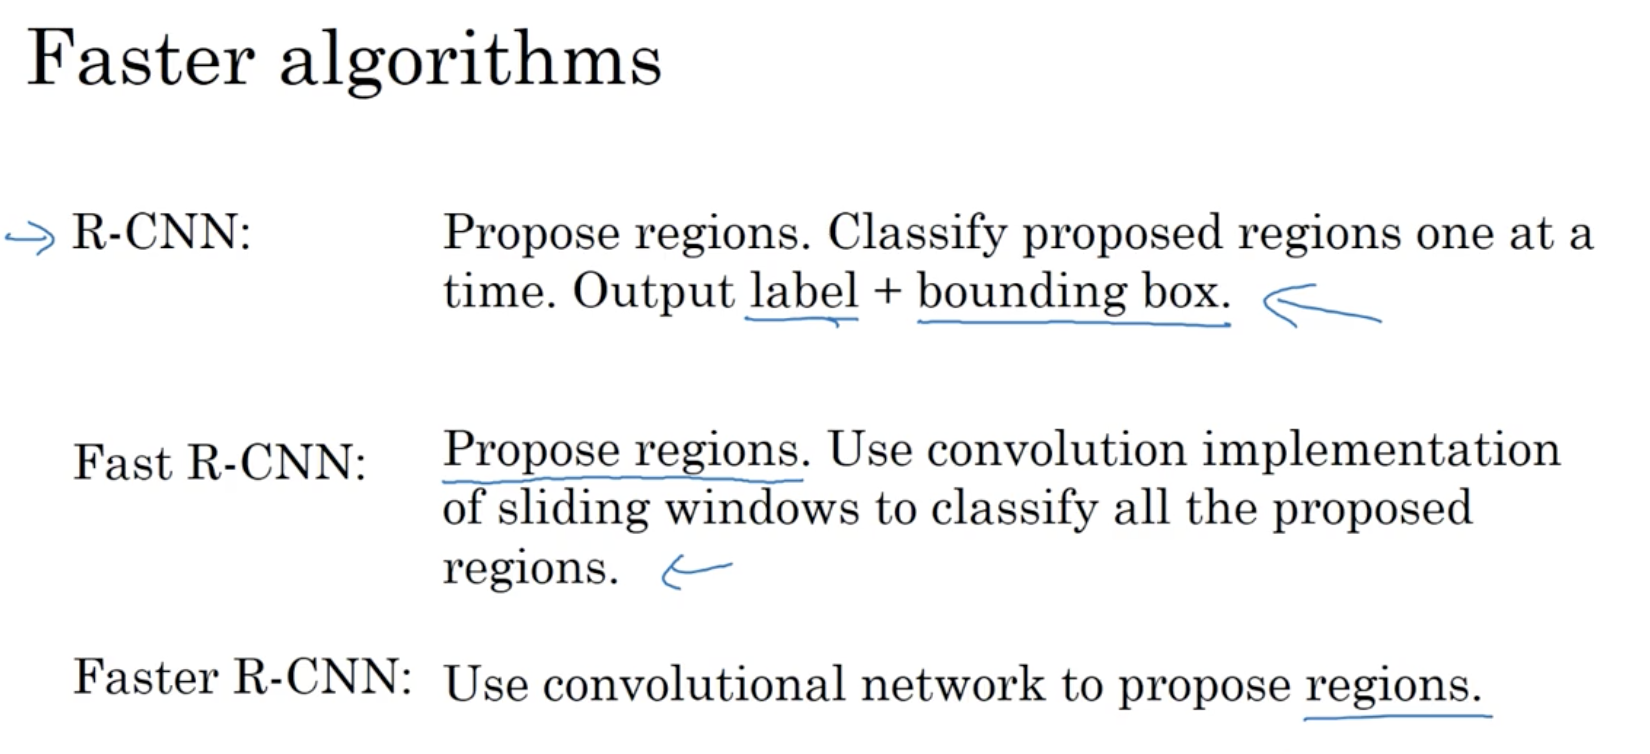 Faster algorithms
R-CNN: Propose regions. Classify proposed regions one at a
time. Output label + bounding box.
Fast R-CNN: Propose regions. Use convolution implementation
of sliding windows to classify all the proposed
regions.
Faster R-CNN: Use convolutional network to propose regions.